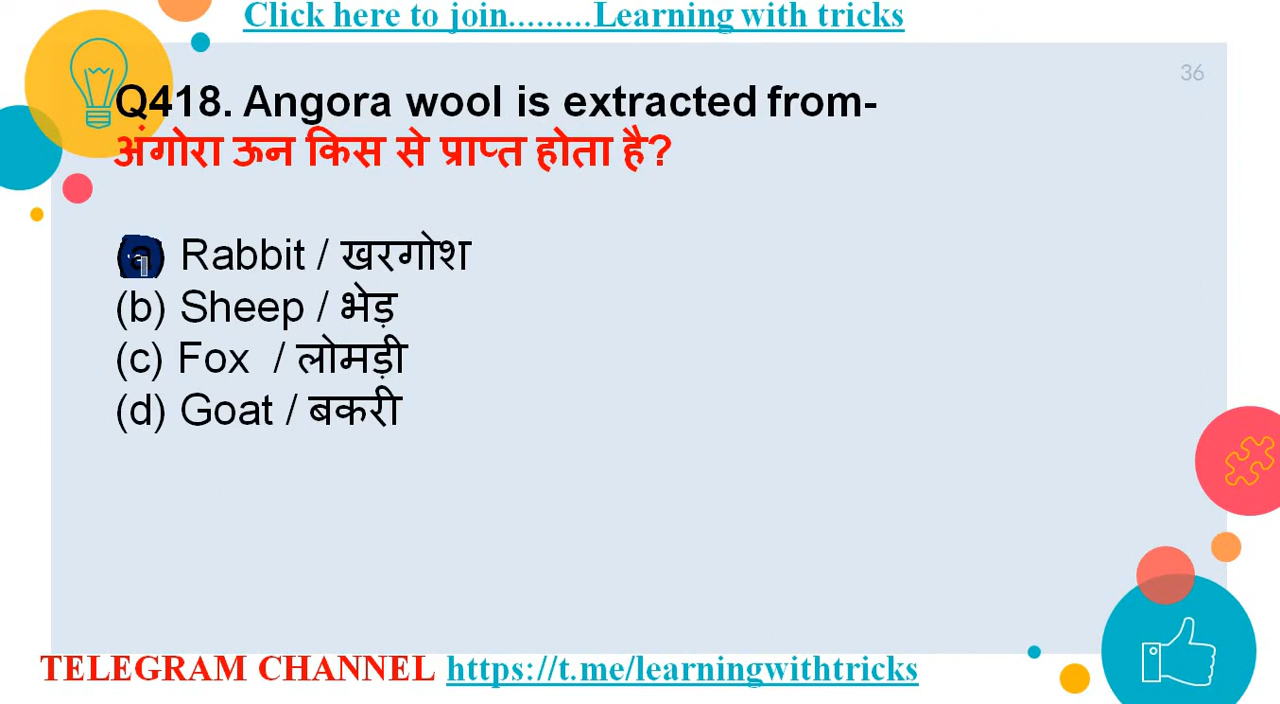 Click here to join.........Learning with tricks
36
Q418. Angora wool is extracted from-
अंगोरा ऊन किस से प्राप्त होता है?
(a) Rabbit / खरगोश
(b) Sheep / भेड़
(c) Fox / लोमड़ी
(d) Goat / बकरी
TELEGRAM CHANNEL https://t.me/learningwithtricks